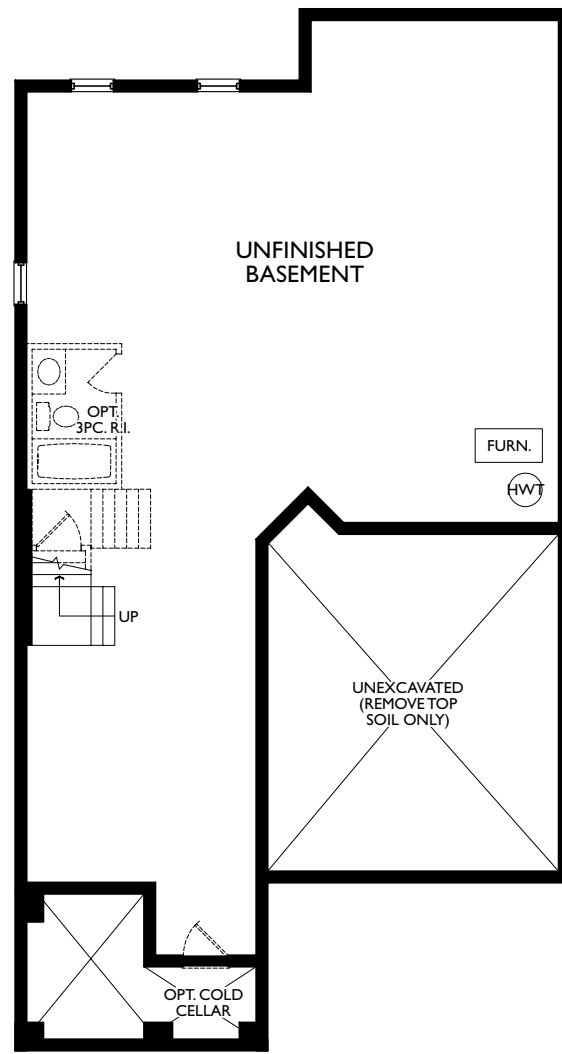 UNFINISHED
BASEMENT
OPT.
3PC. R.I.
FURN.
HWT
UP
UNEXCAVATED
(REMOVE TOP
SOIL ONLY)
OPT. COLD
CELLAR